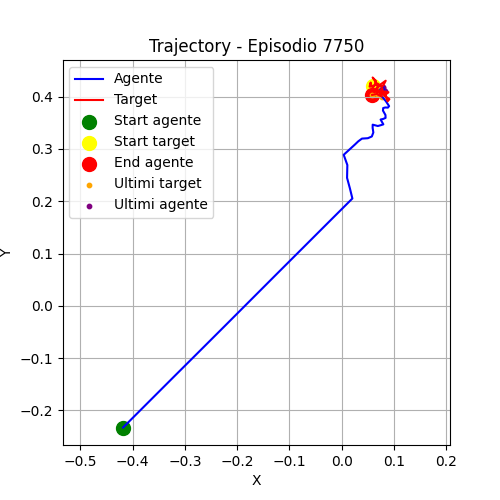 Trajectory - Episodio 7750
Agente
Target
Start agente
Start target
End agente
Ultimi target
Ultimi agente
Y
0.4
0.3
0.2
0.1
0.0
−0.1
−0.2
−0.5 −0.4 −0.3 −0.2 −0.1 0.0 0.1 0.2
X